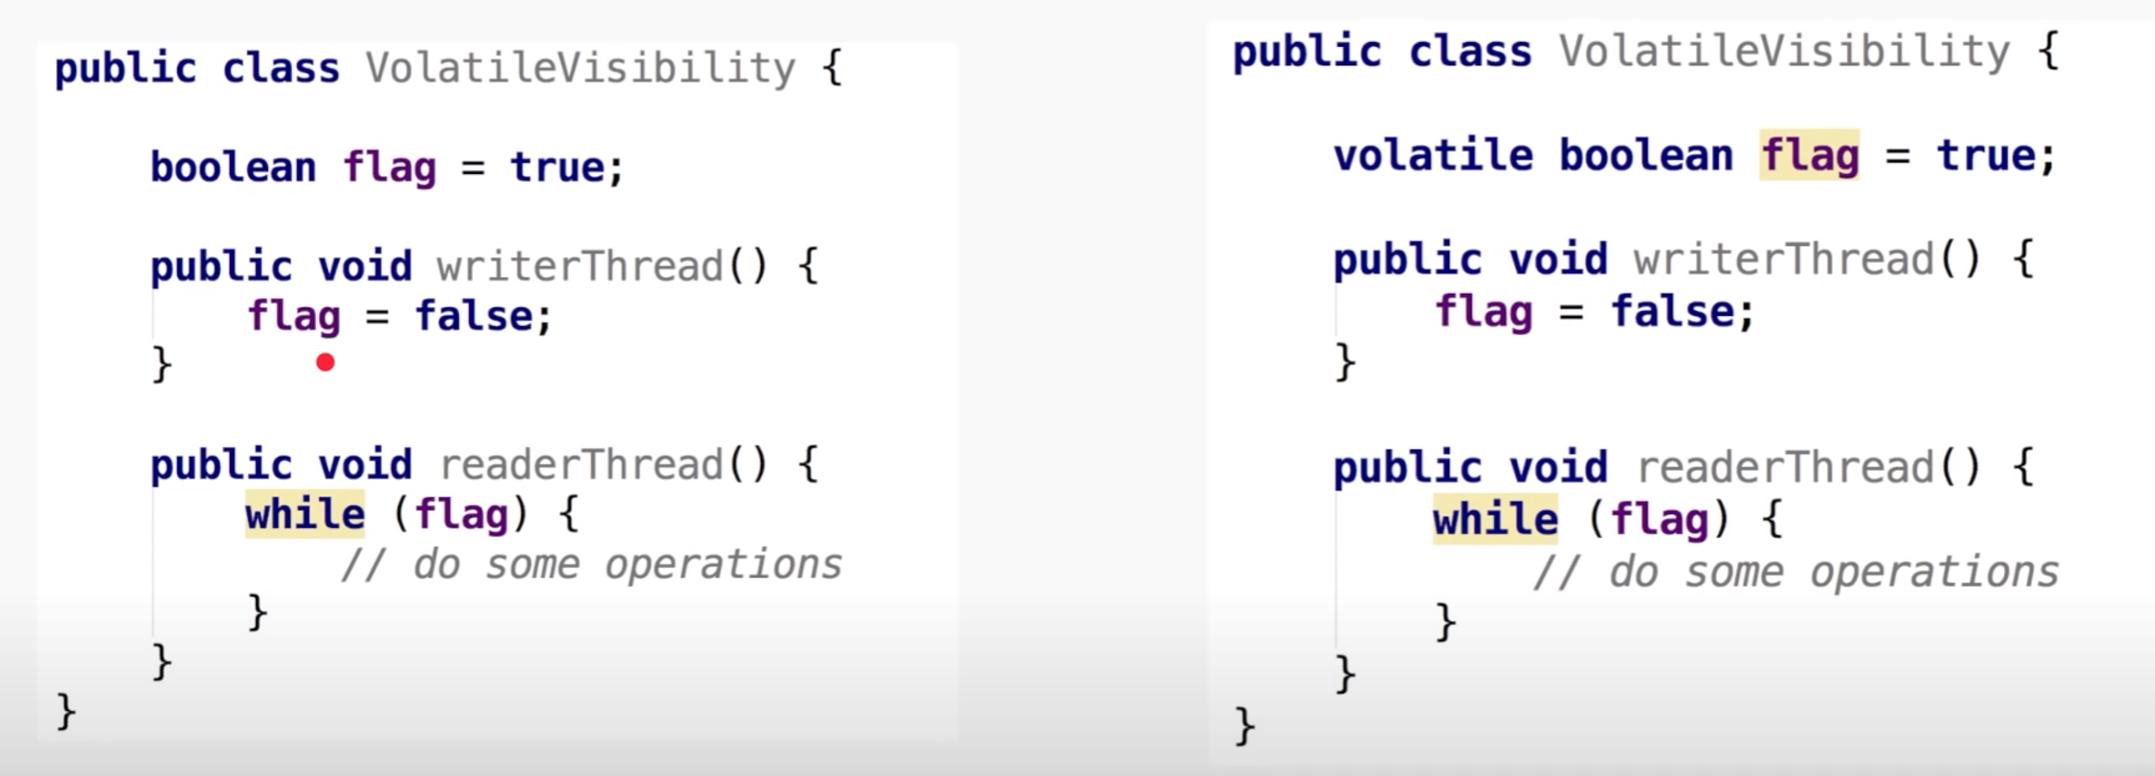 public class VolatileVisibility {
boolean flag = true;
public void writerThread() {
flag = false;
}
public void readerThread() {
while (flag) {
// do some operations
}
}
}
public class VolatileVisibility {
volatile boolean flag = true;
public void writerThread() {
flag = false;
}
public void readerThread() {
while (flag) {
// do some operations
}
}
}